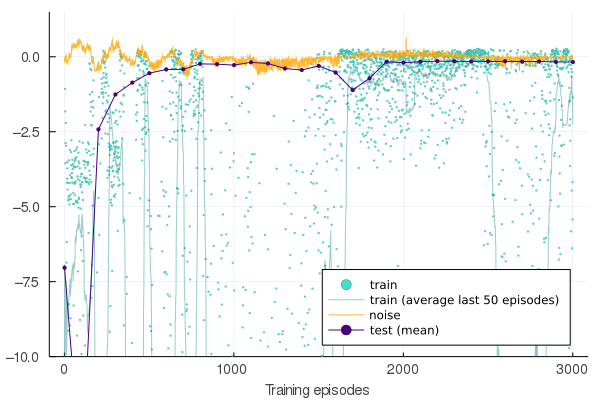 0.0
−2.5
−5.0
−7.5
−10.0
0
1000
2000
3000
Training episodes
train
train (average last 50 episodes)
noise
test (mean)